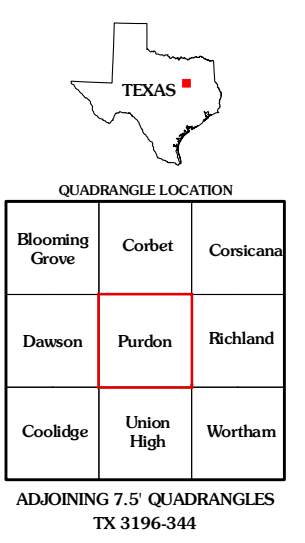 TEXAS
QUADRANGLE LOCATION
Blooming
Grove
Corbet
Corsicana
Dawson
Purdon
Richland
Coolidge
Union
High
Wortham
ADJOINING 7.5' QUADRANGLES
TX 3196-344